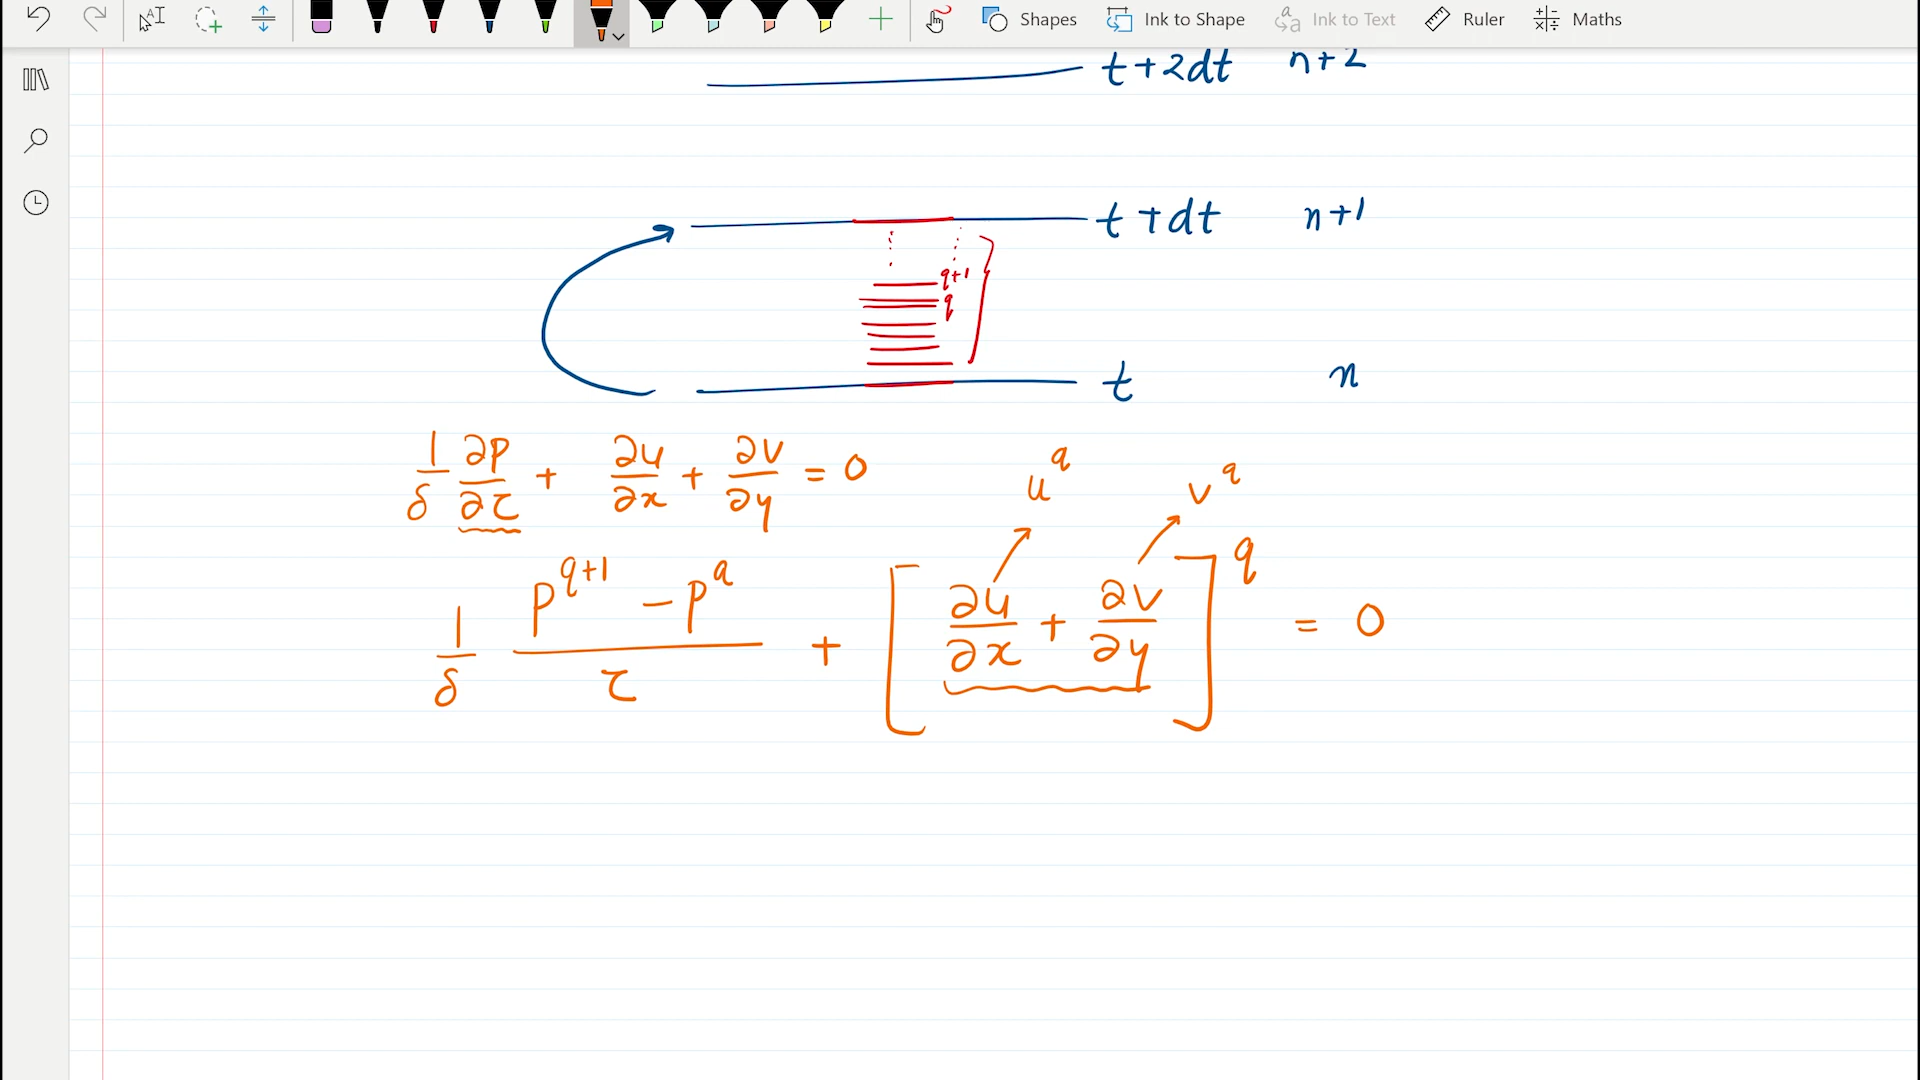 Shapes Ink to Shape Ink to Text Ruler Maths
t+2dt n+2
t+dt n+1
q+1
q
t n
1/δ ∂p/∂τ + ∂u/∂x + ∂v/∂y = 0
u^q v^q
1/δ (p^{q+1} - p^q)/τ + [∂u/∂x + ∂v/∂y]^q = 0